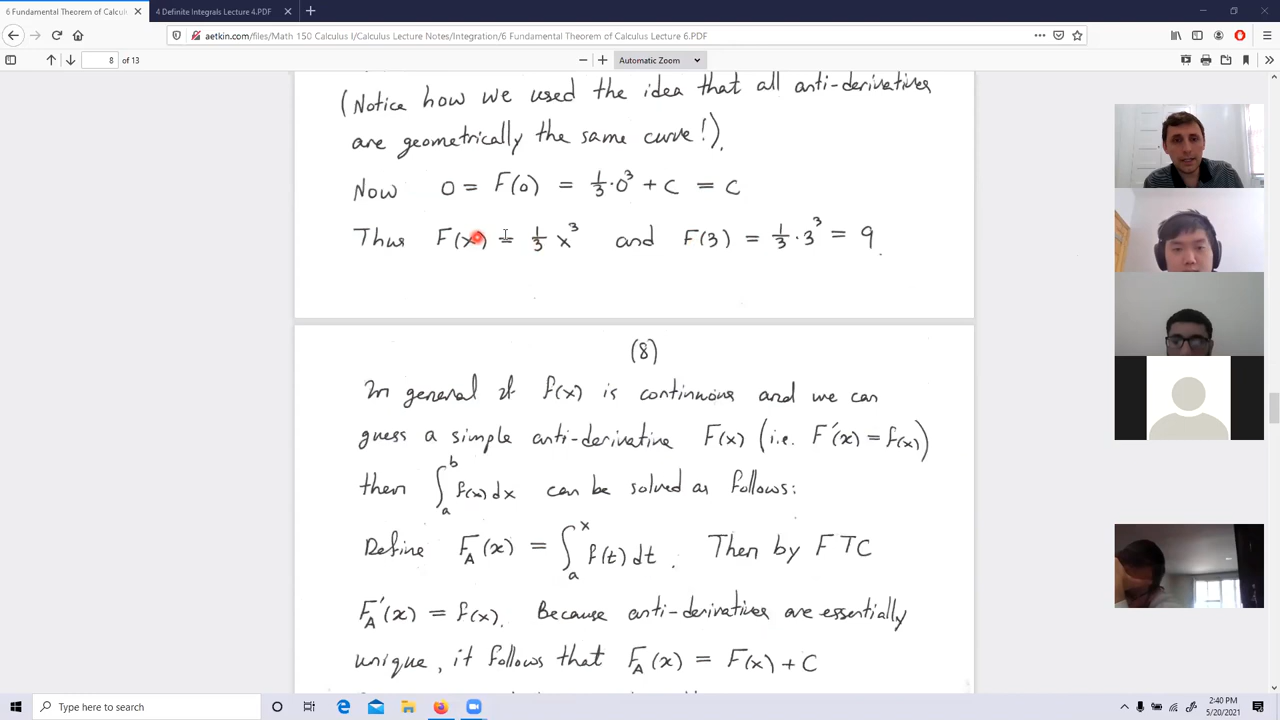 6 Fundamental Theorem of Calculu
4 Definite Integrals Lecture 4.PDF
aetkin.com/files/Math 150 Calculus I/Calculus Lecture Notes/Integration/6 Fundamental Theorem of Calculus Lecture 6.PDF
8 of 13
Automatic Zoom
(Notice how we used the idea that all anti-derivatives
are geometrically the same curve!).
Now 0 = F(0) = 1/3 · 0³ + C = C
Thus F(x) = 1/3 x³ and F(3) = 1/3 · 3³ = 9.
(8)
In general if f(x) is continuous and we can
guess a simple anti-derivative F(x) (i.e. F′(x) = f(x))
then ∫ₐᵇ f(x) dx can be solved as follows:
Define F_A(x) = ∫ₐˣ f(t) dt. Then by FTC
F_A′(x) = f(x). Because anti-derivatives are essentially
unique, it follows that F_A(x) = F(x) + C
Type here to search
2:40 PM
5/20/2021